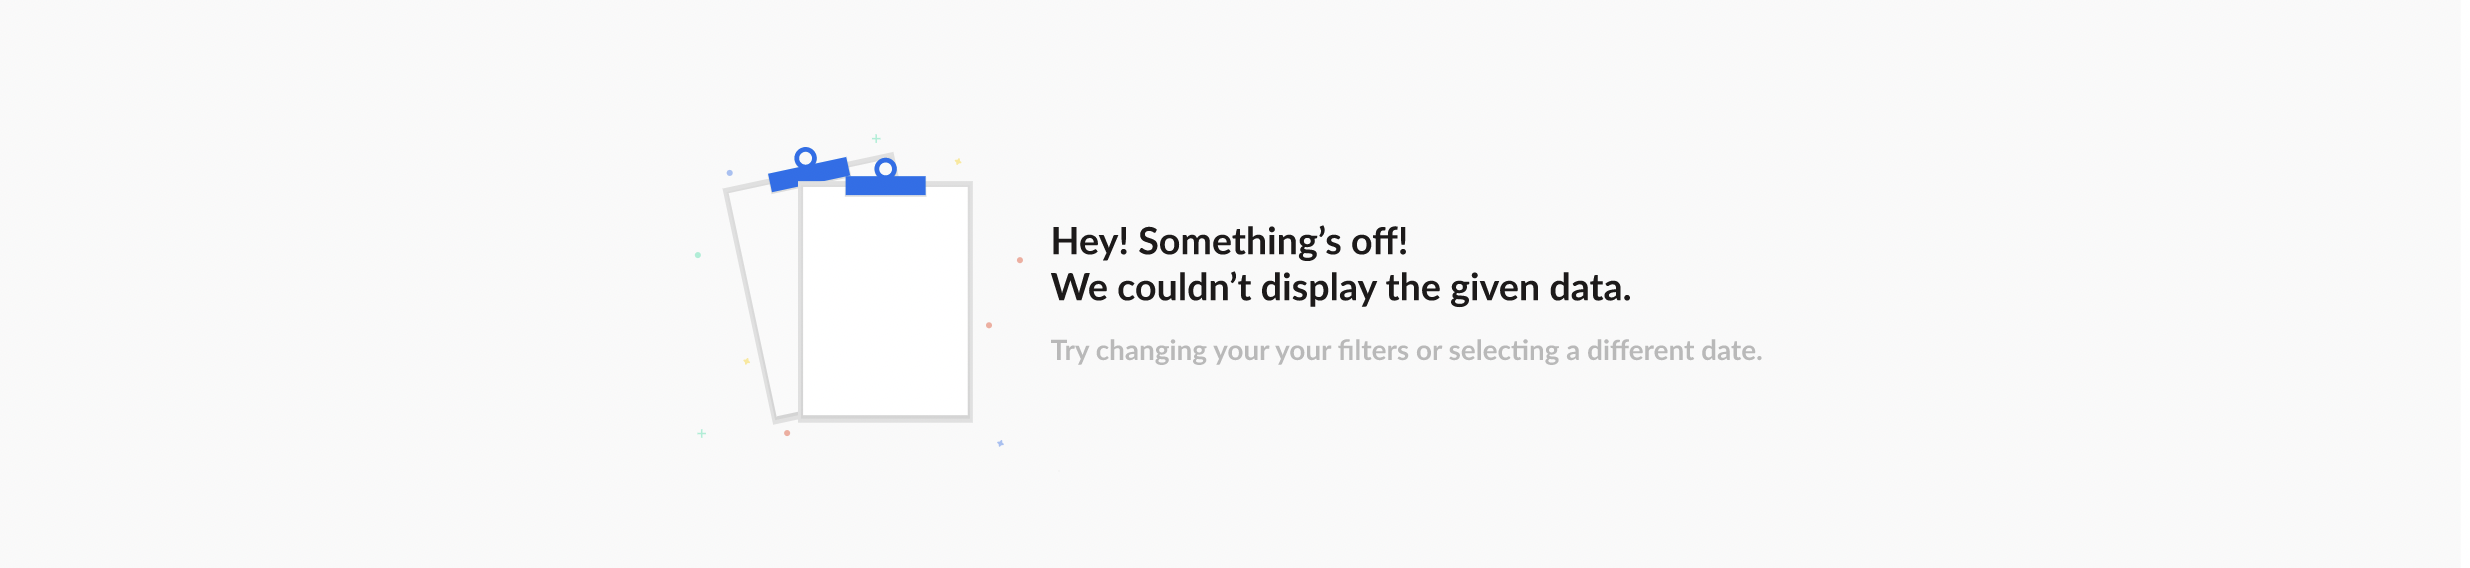 Hey! Something’s off!
We couldn’t display the given data.
Try changing your your filters or selecting a different date.